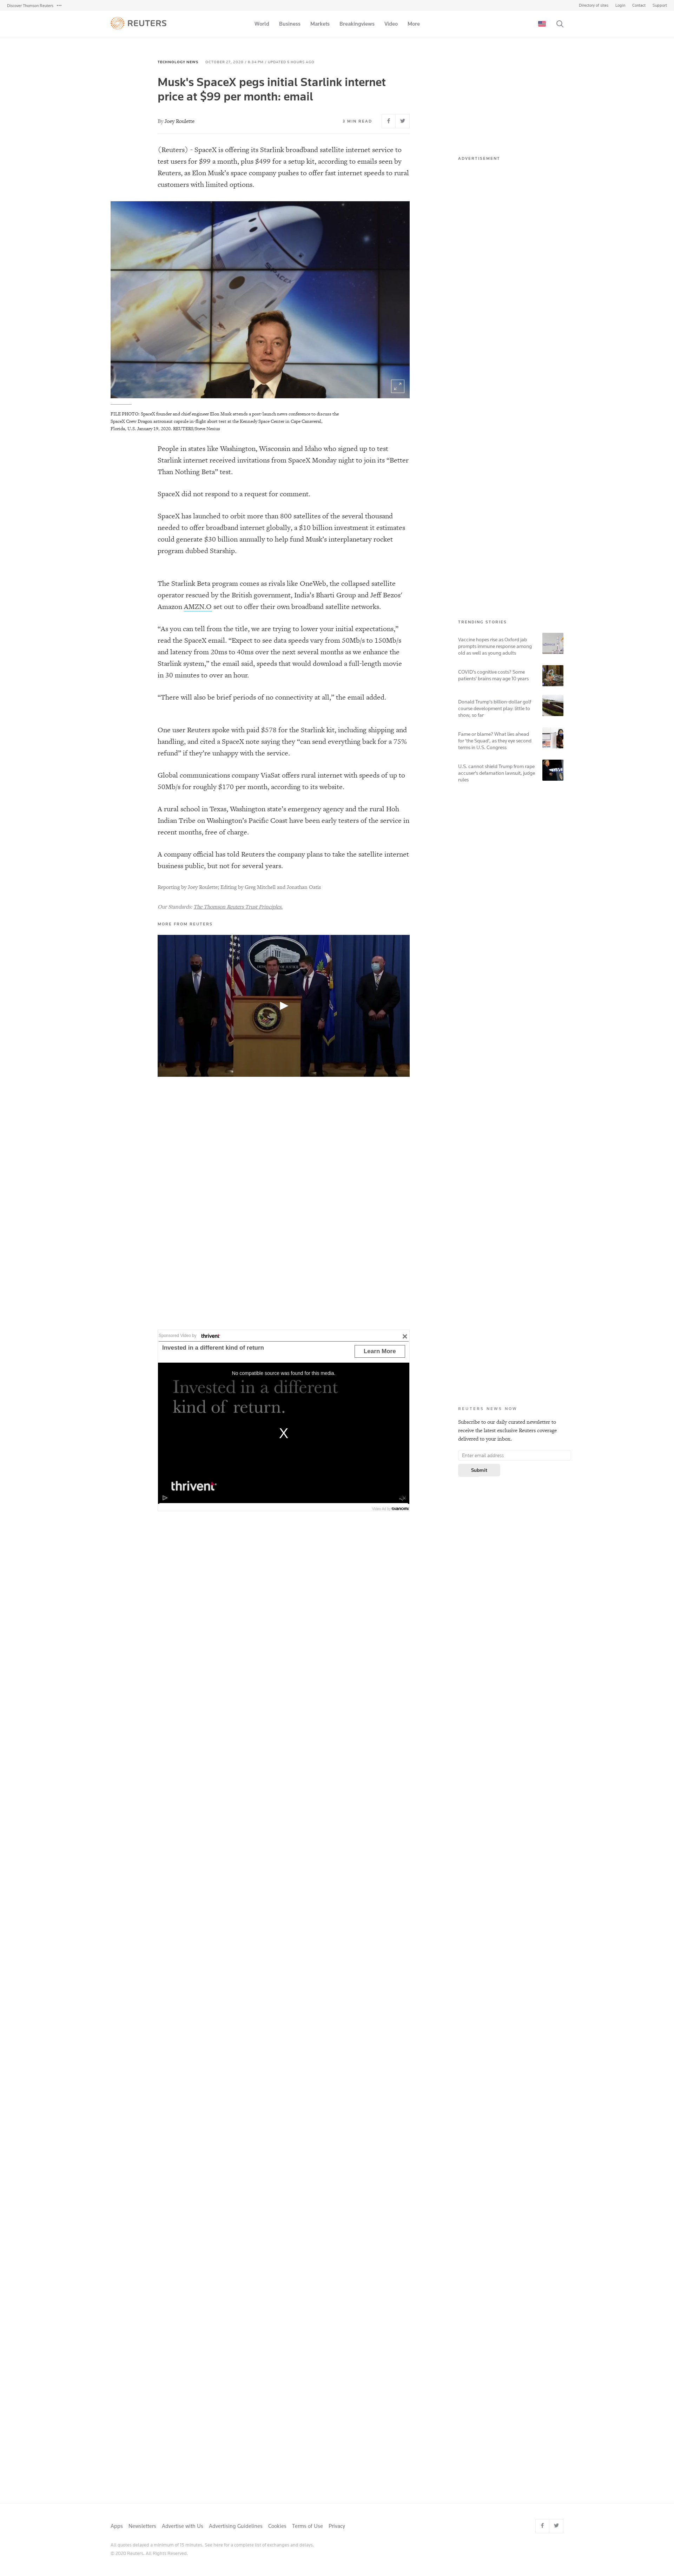 Discover Thomson Reuters
Directory of sites Login Contact Support
REUTERS
World Business Markets Breakingviews Video More
TECHNOLOGY NEWS OCTOBER 27, 2020 / 8:34 PM / UPDATED
Musk's SpaceX pegs initial Starlink internet
price at $99 per month: email
By Joey Roulette
3 MIN READ
(Reuters) - SpaceX is offering its Starlink broadband satellite internet service to
test users for $99 a month, plus $499 for a setup kit, according to emails seen by
Reuters, as Elon Musk's space company pushes to offer fast internet speeds to rural
customers with limited options.
ADVERTISEMENT
FILE PHOTO: SpaceX founder and chief engineer Elon Musk attends a post-launch news conference to discuss the
SpaceX Crew Dragon astronaut capsule in-flight abort test at the Kennedy Space Center in Cape Canaveral,
Florida, U.S. January 19, 2020. REUTERS/Steve Nesius
People in states like Washington, Wisconsin and Idaho who signed up to test
Starlink internet received invitations from SpaceX Monday night to join its “Better
Than Nothing Beta” test.
SpaceX did not respond to a request for comment.
SpaceX has launched to orbit more than 800 satellites of the several thousand
needed to offer broadband internet globally, a $10 billion investment it estimates
could generate $30 billion annually to help fund Musk's interplanetary rocket
program dubbed Starship.
The Starlink Beta program comes as rivals like OneWeb, the collapsed satellite
operator rescued by the British government, India's Bharti Group and Jeff Bezos'
Amazon AMZN.O set out to offer their own broadband satellite networks.
“As you can tell from the title, we are trying to lower your initial expectations,”
read the SpaceX email. “Expect to see data speeds vary from 50Mb/s to 150Mb/s
and latency from 20ms to 40ms over the next several months as we enhance the
Starlink system,” the email said, speeds that would download a full-length movie
in 30 minutes to over an hour.
“There will also be brief periods of no connectivity at all,” the email added.
One user Reuters spoke with paid $578 for the Starlink kit, including shipping and
handling, and cited a SpaceX note saying they “can send everything back for a 75%
refund” if they're unhappy with the service.
Global communications company ViaSat offers rural internet with speeds of up to
50Mb/s for roughly $170 per month, according to its website.
A rural school in Texas, Washington state's emergency agency and the rural Hoh
Indian Tribe on Washington's Pacific Coast have been early testers of the service in
recent months, free of charge.
A company official has told Reuters the company plans to take the satellite internet
business public, but not for several years.
Reporting by Joey Roulette; Editing by Greg Mitchell and Jonathan Oatis
Our Standards: The Thomson Reuters Trust Principles.
TRENDING STORIES
Vaccine hopes rise as Oxford jab
prompts immune response among
old as well as young adults
COVID's cognitive costs? Some
patients' brains may age 10 years
Donald Trump's billion-dollar golf
course development play: little to
show, so far
Fame or blame? What lies ahead
for 'the Squad', as they eye second
terms in U.S. Congress
U.S. cannot shield Trump from rape
accuser's defamation lawsuit, judge
rules
MORE FROM REUTERS
Sponsored Video by thrivent
Invested in a different kind of return
Learn More
No compatible source was found for this media.
Invested in a different
kind of return.
X
thrivent
REUTERS NEWS NOW
Subscribe to our daily curated newsletter to
receive the latest exclusive Reuters coverage
delivered to your inbox.
Enter email address
Submit
Apps Newsletters Advertise with Us Advertising Guidelines Cookies Terms of Use Privacy
All quotes delayed a minimum of 15 minutes. See here for a complete list of exchanges and delays.
© 2020 Reuters. All Rights Reserved.